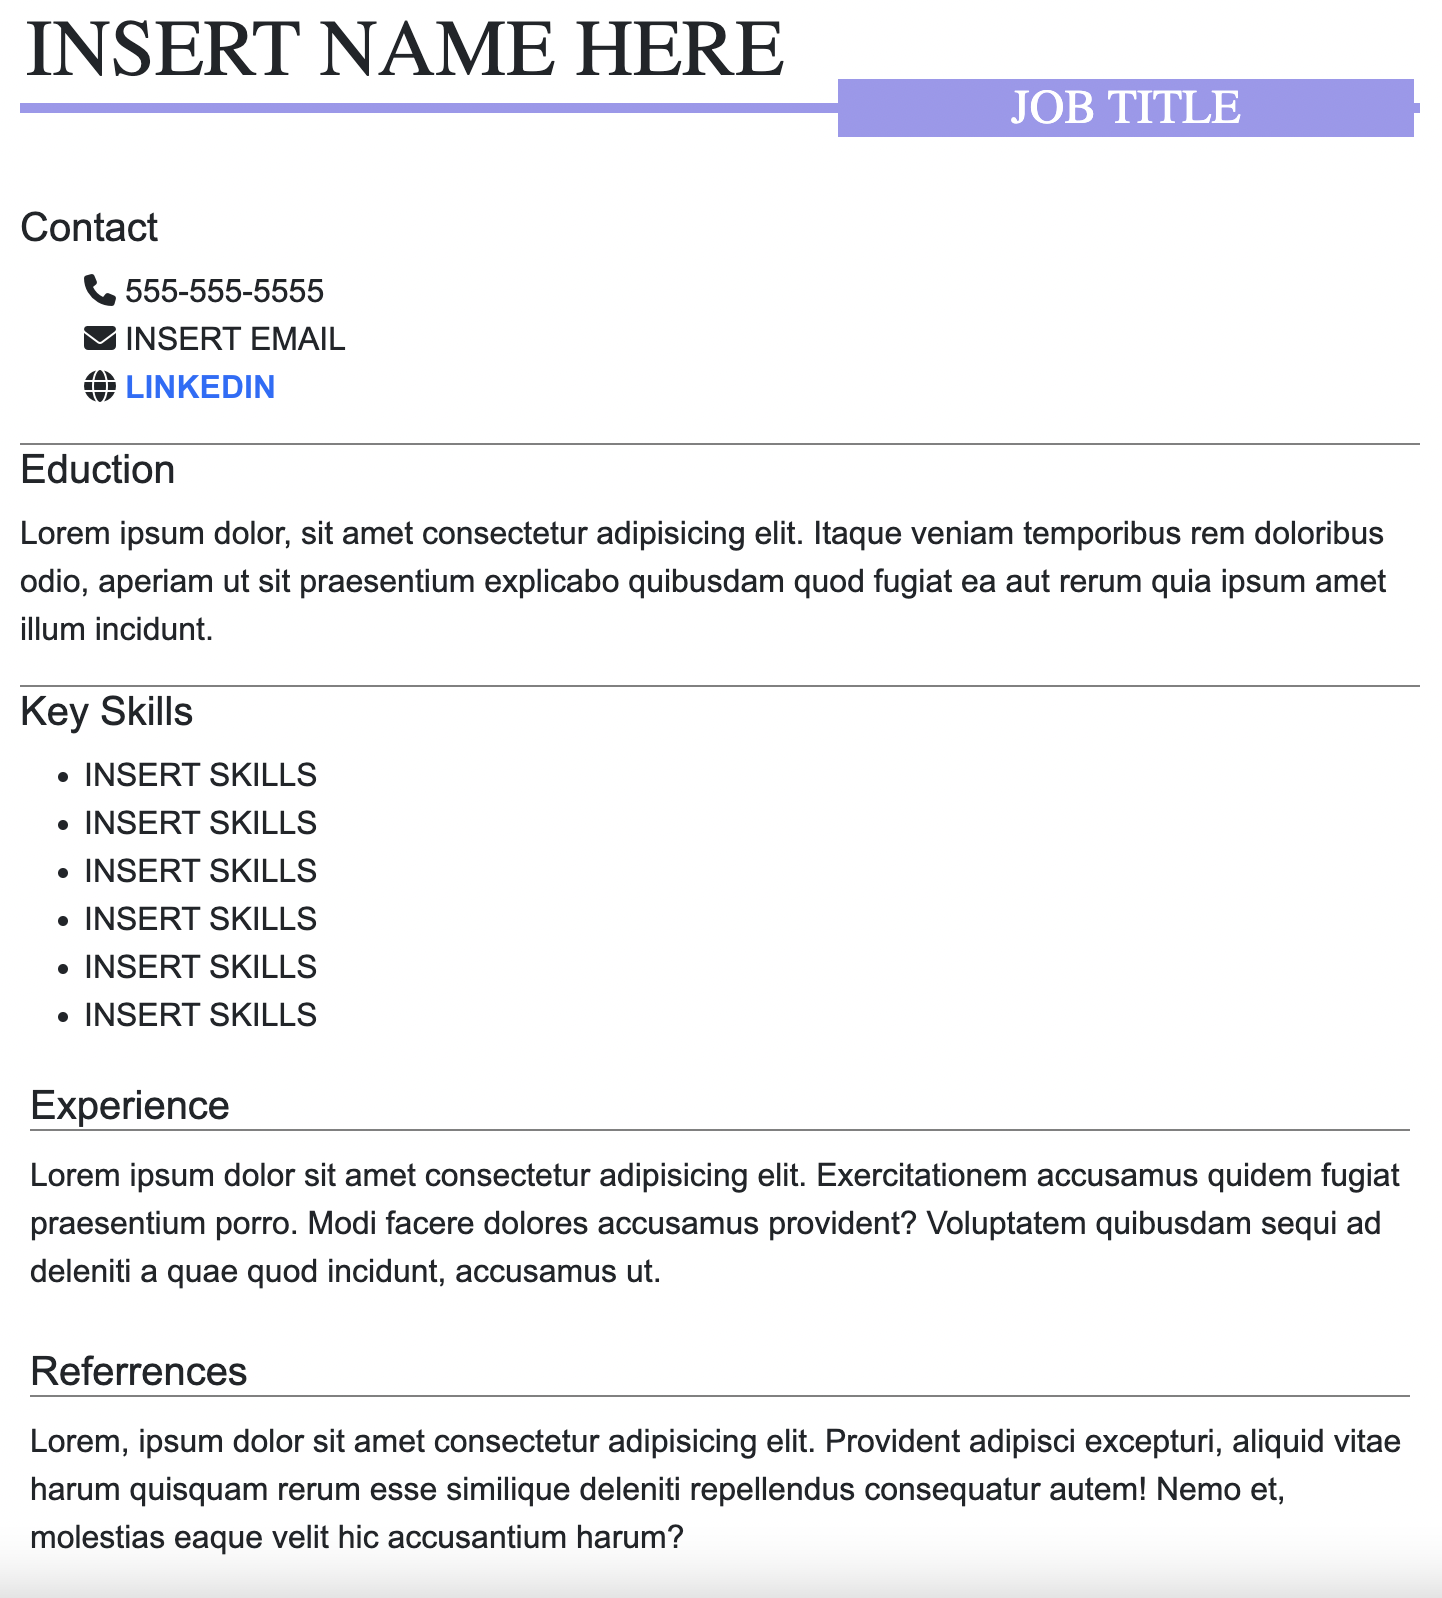 INSERT NAME HERE
JOB TITLE
Contact
555-555-5555
INSERT EMAIL
LINKEDIN
Eduction
Lorem ipsum dolor, sit amet consectetur adipisicing elit. Itaque veniam temporibus rem doloribus
odio, aperiam ut sit praesentium explicabo quibusdam quod fugiat ea aut rerum quia ipsum amet
illum incidunt.
Key Skills
• INSERT SKILLS
• INSERT SKILLS
• INSERT SKILLS
• INSERT SKILLS
• INSERT SKILLS
• INSERT SKILLS
Experience
Lorem ipsum dolor sit amet consectetur adipisicing elit. Exercitationem accusamus quidem fugiat
praesentium porro. Modi facere dolores accusamus provident? Voluptatem quibusdam sequi ad
deleniti a quae quod incidunt, accusamus ut.
Referrences
Lorem, ipsum dolor sit amet consectetur adipisicing elit. Provident adipisci excepturi, aliquid vitae
harum quisquam rerum esse similique deleniti repellendus consequatur autem! Nemo et,
molestias eaque velit hic accusantium harum?